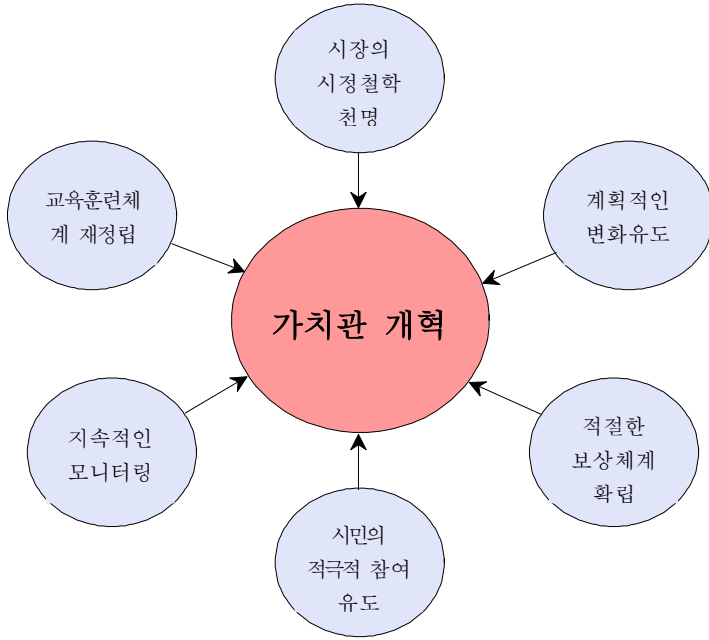 시장의
시정철학
천명
교육훈련체
계 재정립
계획적인
변화유도
가치관 개혁
지속적인
모니터링
적절한
보상체계
확립
시민의
적극적 참여
유도